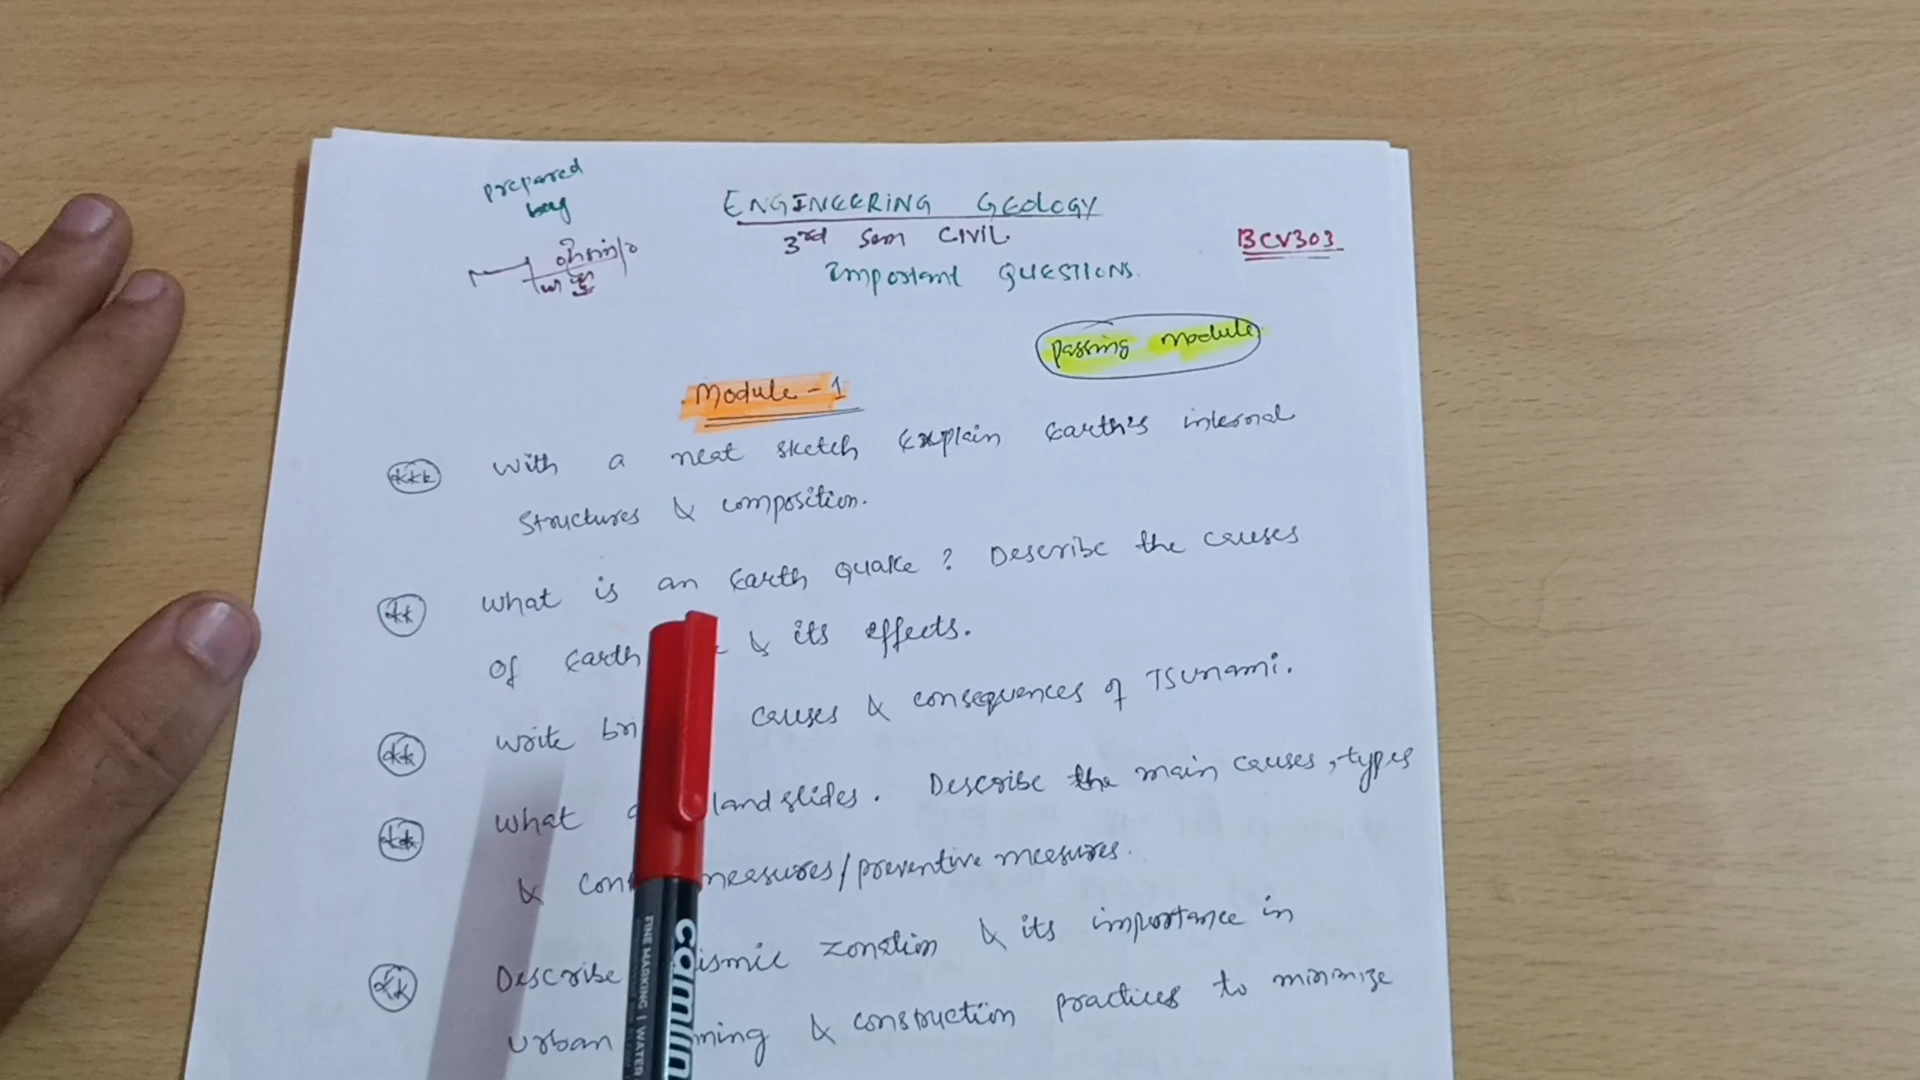 prepared
by
ENGINEERING GEOLOGY
3rd Sem CIVIL
BCV303
Important QUESTIONS.
Passing module
Module - 1
With a neat sketch Explain Earth's internal
structures & composition.
What is an Earth Quake ? Describe the causes
of Earth & its effects.
write causes & consequences of Tsunami.
what landslides. Describe the main causes, types
& measures/preventive measures.
Describe zonation & its importance in
urban & construction practices to minimize
FINE MARKING | WATER
camlin